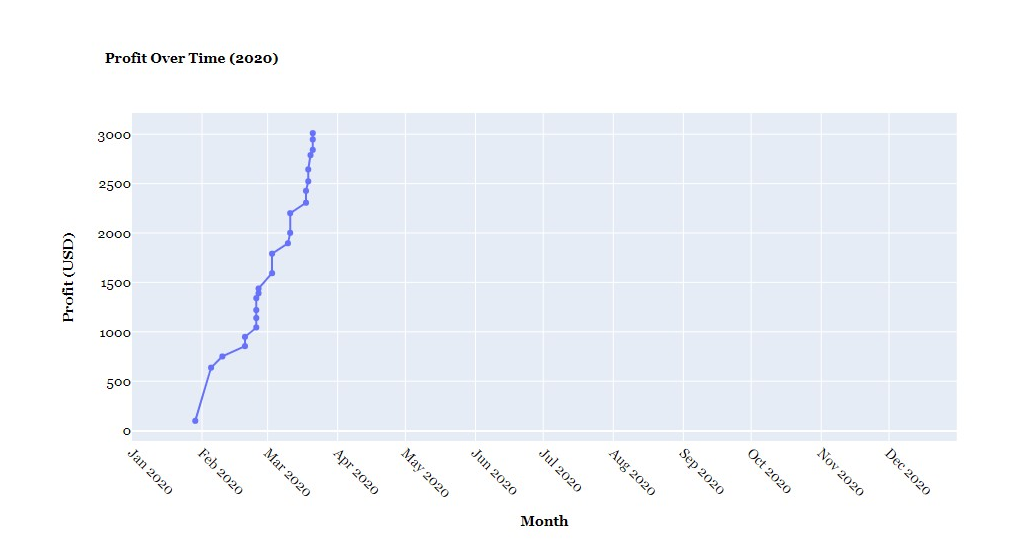 Profit Over Time (2020)
3000
2500
2000
1500
1000
500
0
Profit (USD)
Jan 2020
Feb 2020
Mar 2020
Apr 2020
May 2020
Jun 2020
Jul 2020
Aug 2020
Sep 2020
Oct 2020
Nov 2020
Dec 2020
Month